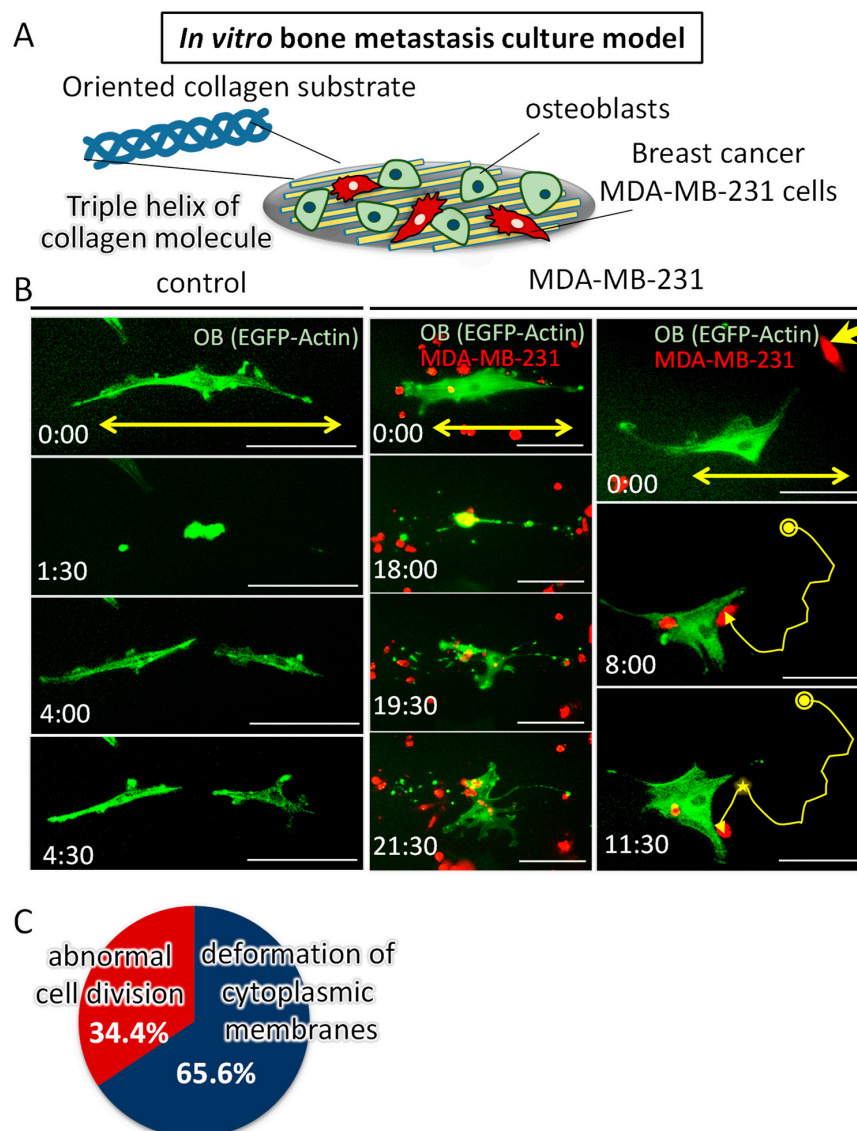 A
In vitro bone metastasis culture model
Oriented collagen substrate
osteoblasts
Breast cancer
MDA-MB-231 cells
Triple helix of
collagen molecule
B
control
MDA-MB-231
OB (EGFP-Actin)
0:00
1:30
4:00
4:30
OB (EGFP-Actin)
MDA-MB-231
0:00
18:00
19:30
21:30
OB (EGFP-Actin)
MDA-MB-231
0:00
8:00
11:30
C
abnormal
cell division
34.4%
deformation of
cytoplasmic
membranes
65.6%